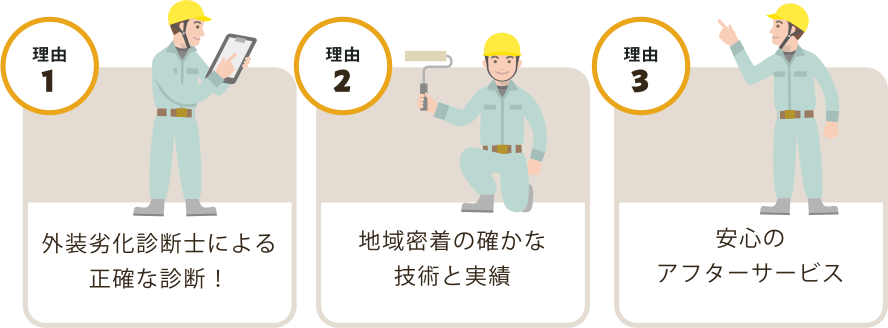 理由
1
外装劣化診断士による
正確な診断！
理由
2
地域密着の確かな
技術と実績
理由
3
安心の
アフターサービス